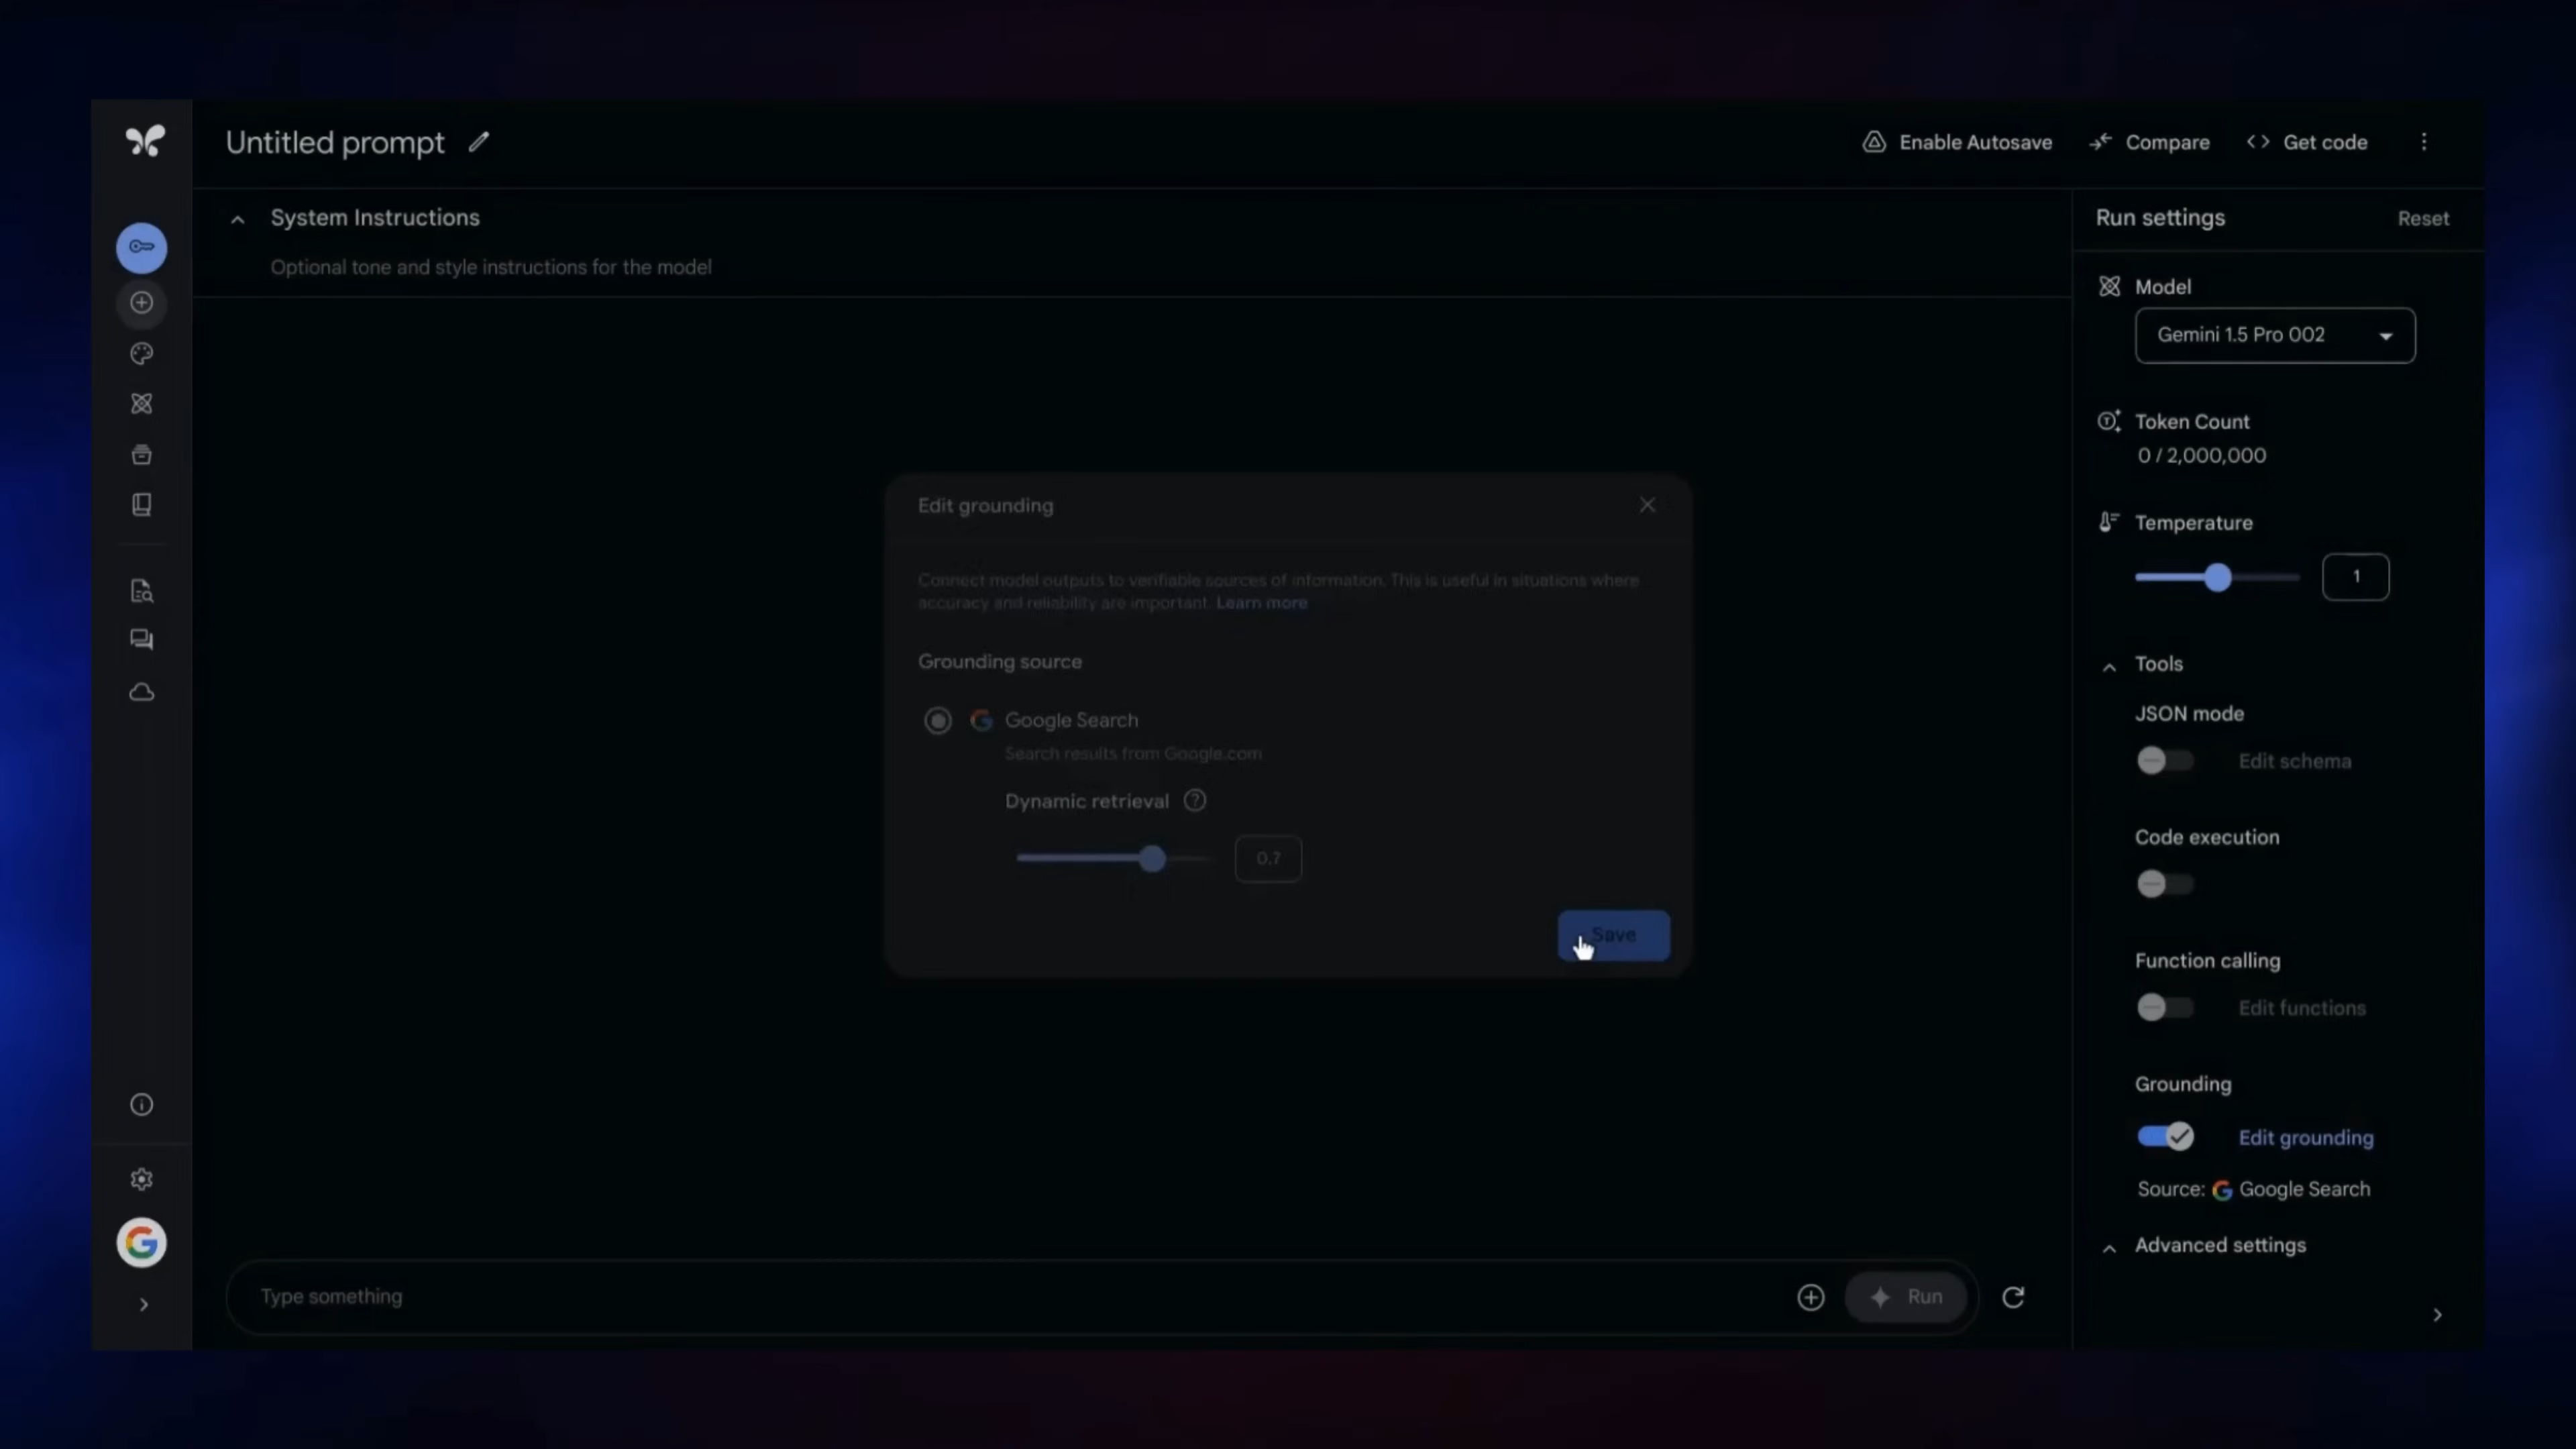 Untitled prompt
Enable Autosave
Compare
Get code
System Instructions
Optional tone and style instructions for the model
Run settings
Reset
Model
Gemini 1.5 Pro 002
Token Count
0 / 2,000,000
Temperature
1
Tools
JSON mode
Edit schema
Code execution
Function calling
Edit functions
Grounding
Edit grounding
Source: Google Search
Advanced settings
Edit grounding
Connect model outputs to verifiable sources of information. This is useful in situations where
accuracy and reliability are important. Learn more
Grounding source
Google Search
Search results from Google.com
Dynamic retrieval
0.7
Save
Type something
Run